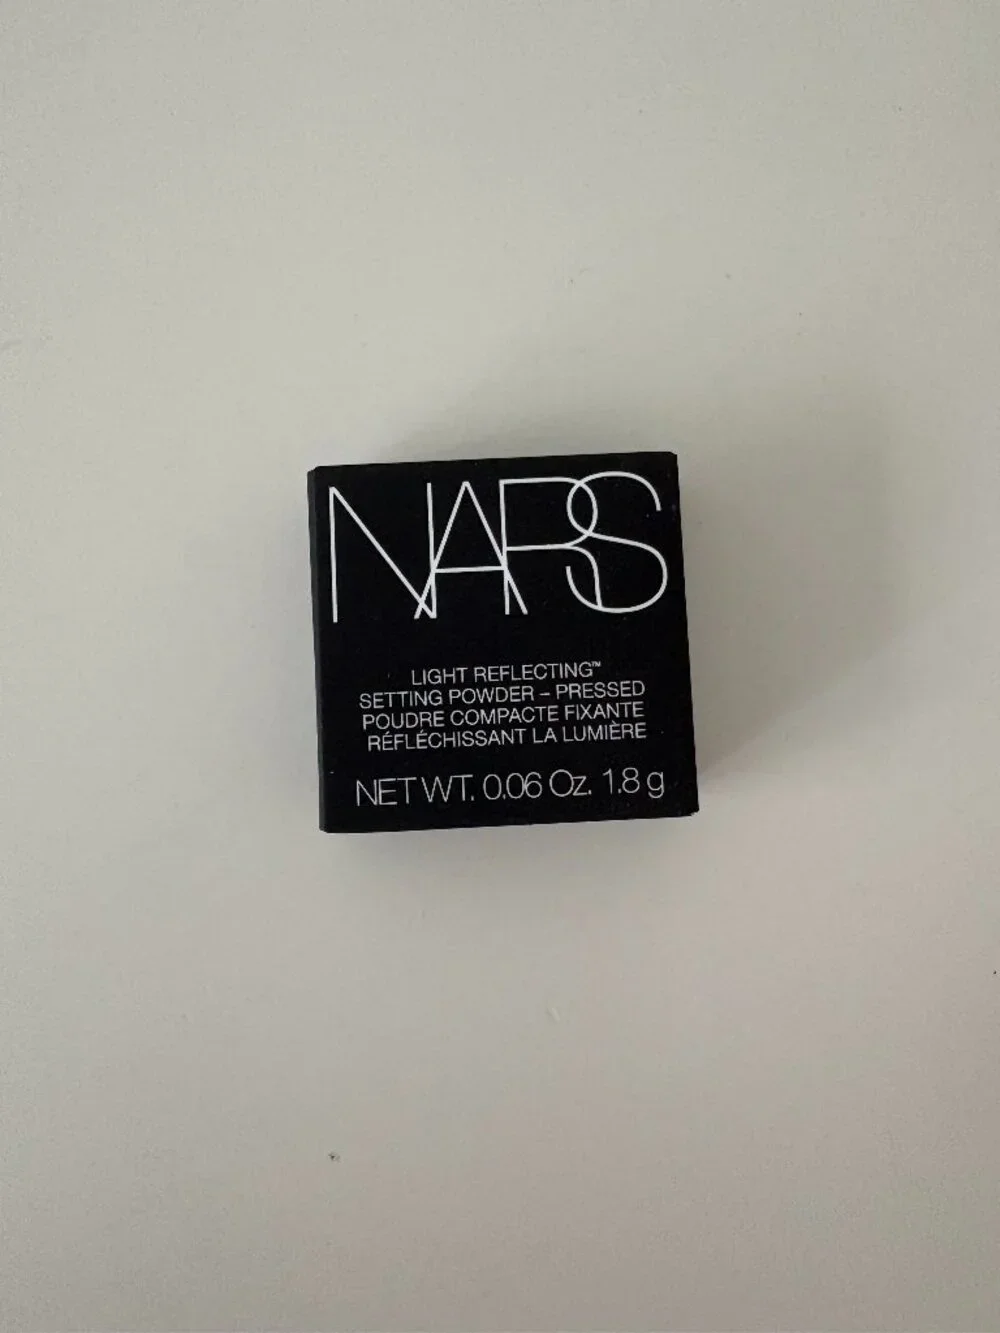 NARS
LIGHT REFLECTING™
SETTING POWDER – PRESSED
POUDRE COMPACTE FIXANTE
RÉFLÉCHISSANT LA LUMIÈRE
NET WT. 0.06 Oz. 1.8 g